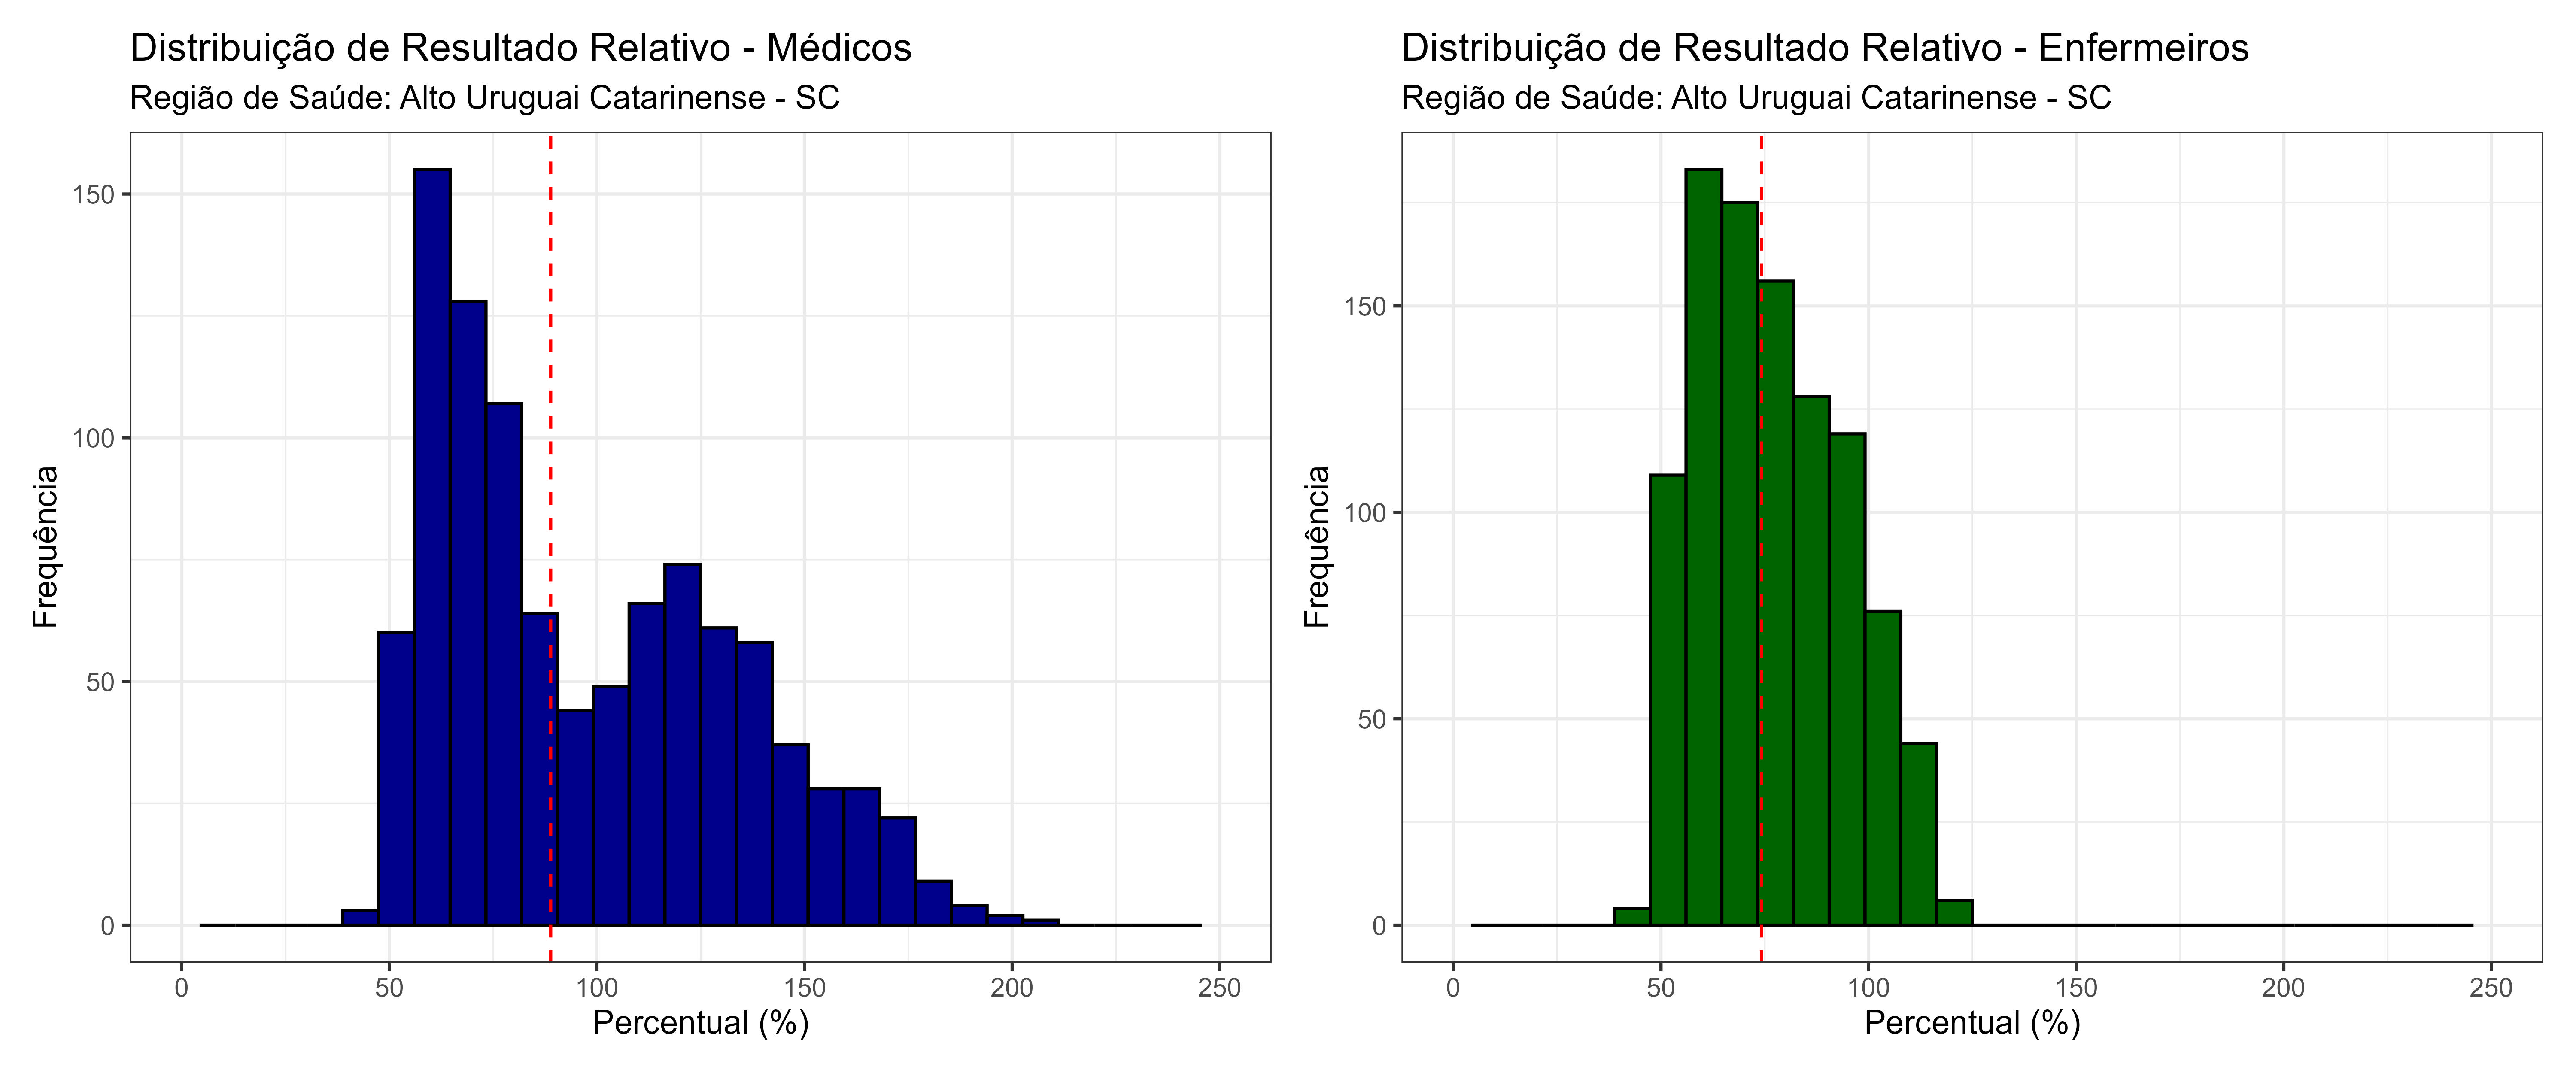 Distribuição de Resultado Relativo - Médicos
Região de Saúde: Alto Uruguai Catarinense - SC
Frequência
150
100
50
0
0 50 100 150 200 250
Percentual (%)
Distribuição de Resultado Relativo - Enfermeiros
Região de Saúde: Alto Uruguai Catarinense - SC
Frequência
150
100
50
0
0 50 100 150 200 250
Percentual (%)